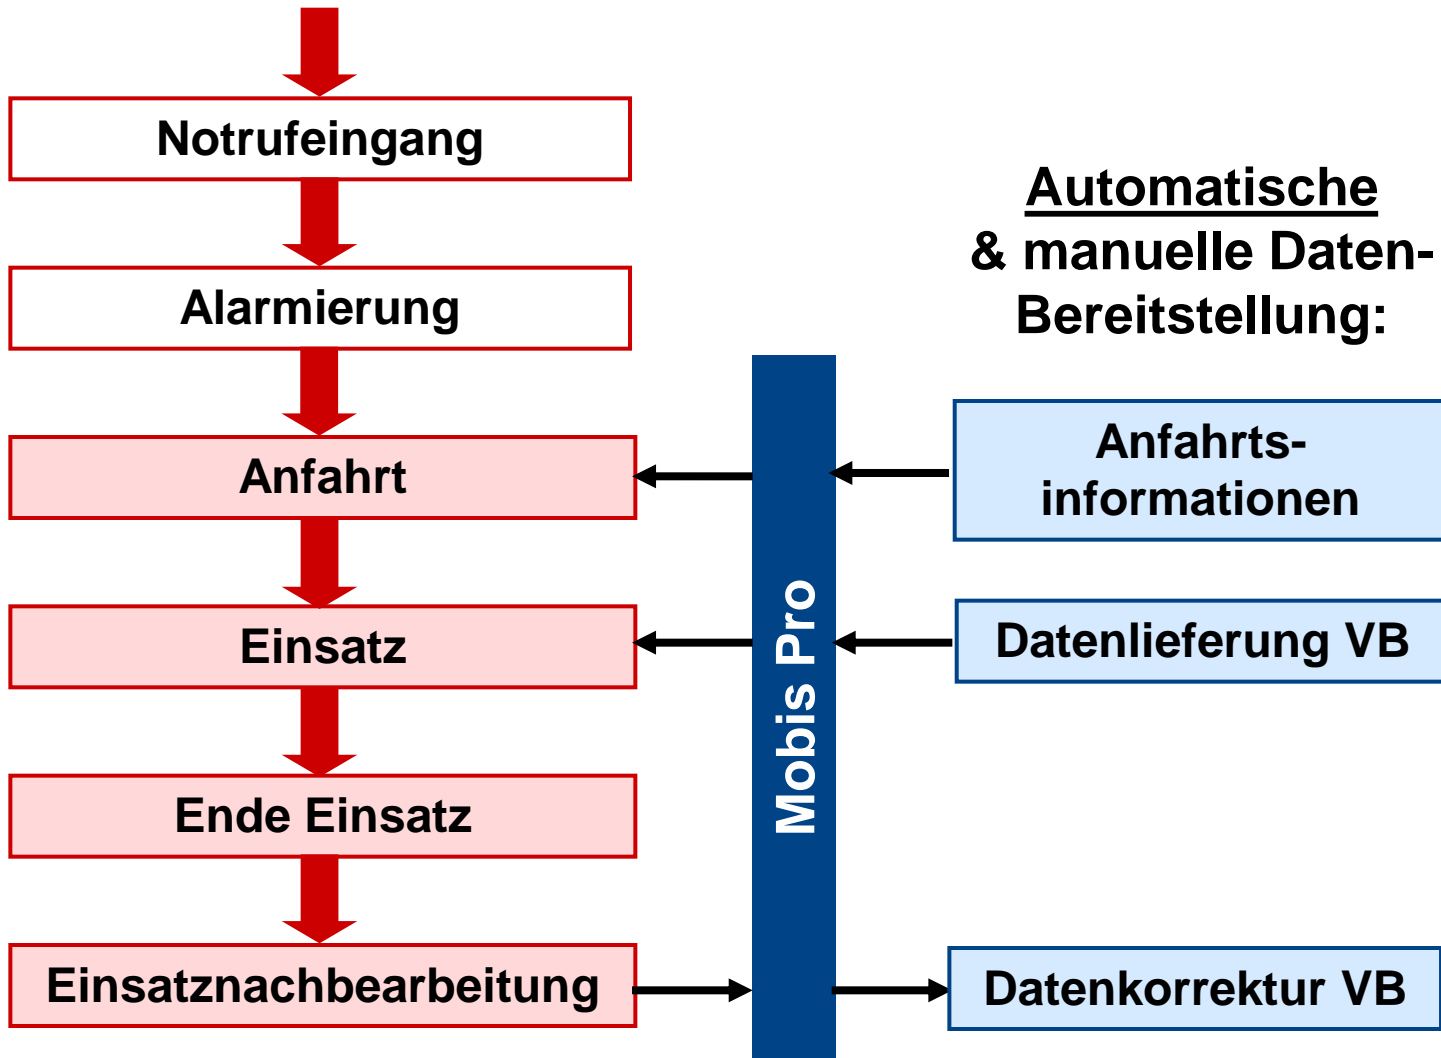 Notrufeingang
Alarmierung
Anfahrt
Einsatz
Ende Einsatz
Einsatznachbearbeitung
Mobis Pro
Automatische
& manuelle Daten-
Bereitstellung:
Anfahrts-
informationen
Datenlieferung VB
Datenkorrektur VB